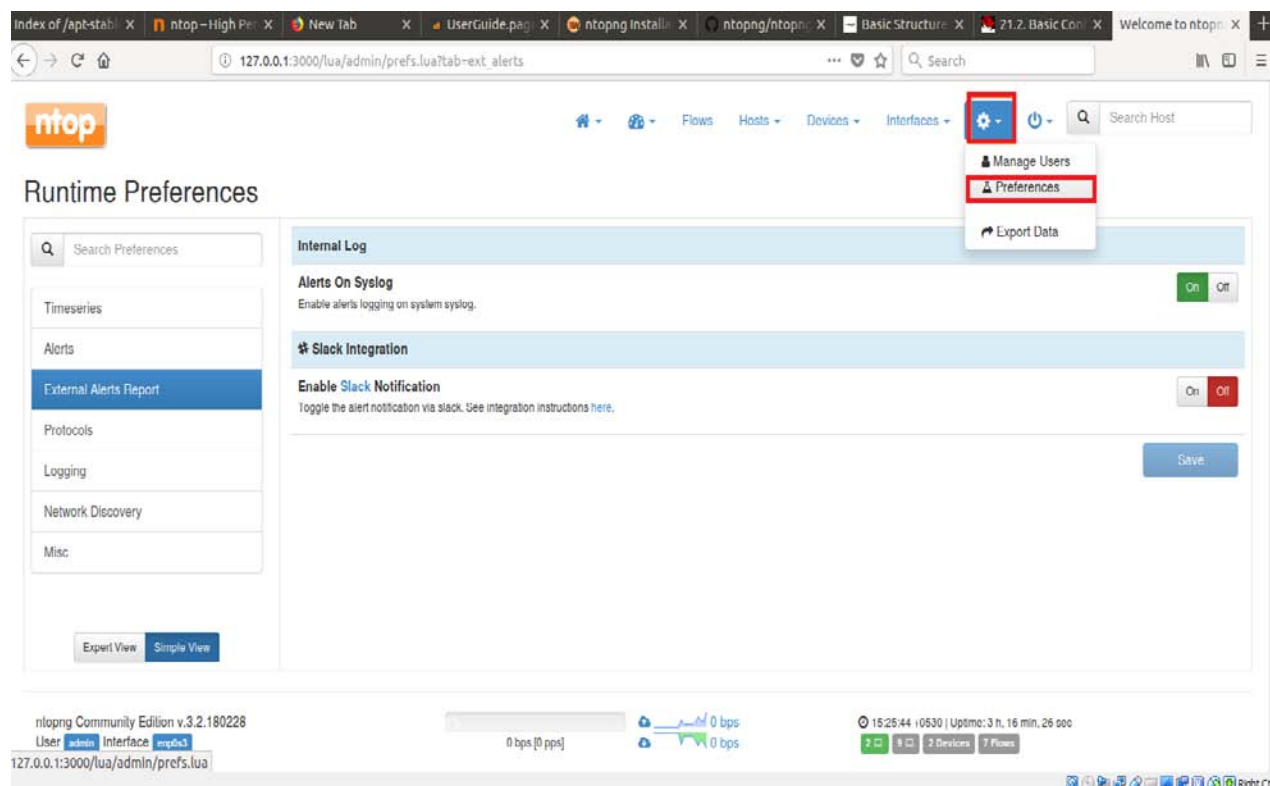 Index of /apt-stabl
ntop – High Per
New Tab
UserGuide.pag
ntopng Installa
ntopng/ntopng
Basic Structure
21.2. Basic Con
Welcome to ntopn
127.0.0.1:3000/lua/admin/prefs.lua?tab=ext_alerts
Search
ntop
Flows
Hosts
Devices
Interfaces
Search Host
Manage Users
Preferences
Export Data
Runtime Preferences
Search Preferences
Timeseries
Alerts
External Alerts Report
Protocols
Logging
Network Discovery
Misc
Expert View
Simple View
Internal Log
Alerts On Syslog
On Off
Enable alerts logging on system syslog.
Slack Integration
Enable Slack Notification
On Off
Toggle the alert notification via slack. See integration instructions here.
Save
ntopng Community Edition v.3.2.180228
User admin Interface enp0s3
0 bps [0 pps]
0 bps
0 bps
15:25:44 +0530 | Uptime: 3 h, 16 min, 26 sec
2
9
2 Devices
7 Flows
127.0.0.1:3000/lua/admin/prefs.lua
Right Ct